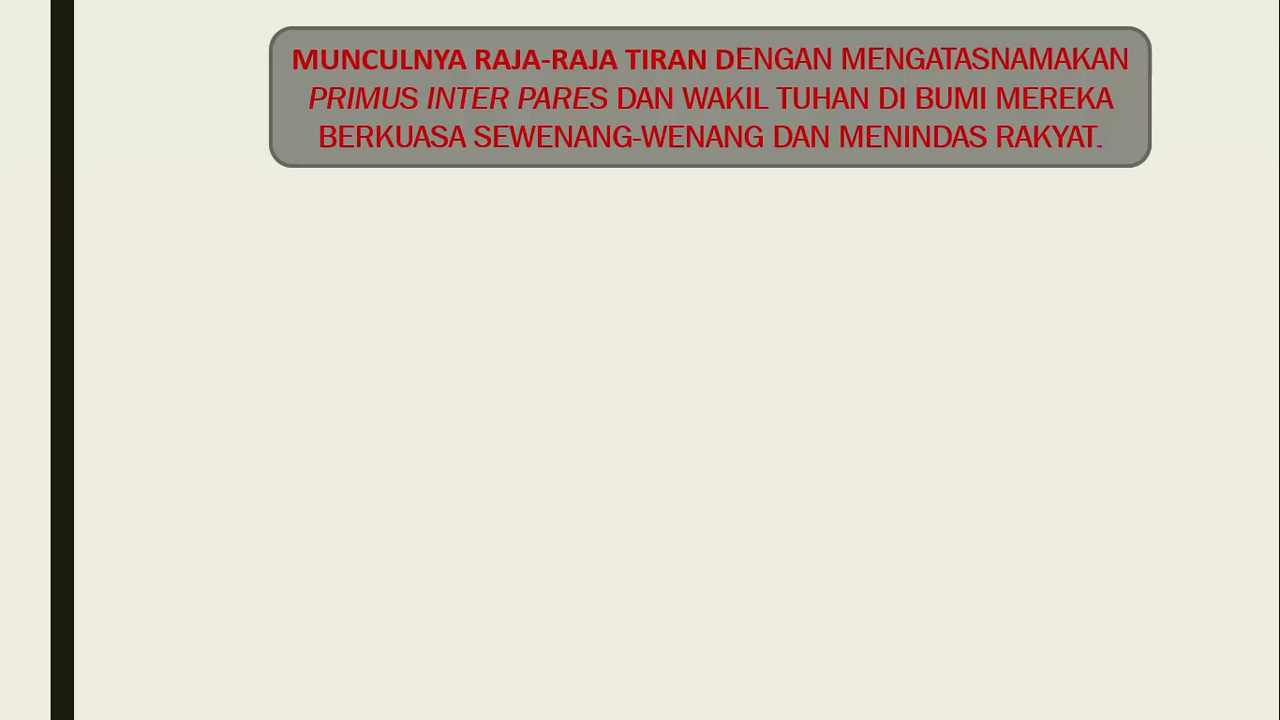 MUNCULNYA RAJA-RAJA TIRAN DENGAN MENGATASNAMAKAN
PRIMUS INTER PARES DAN WAKIL TUHAN DI BUMI MEREKA
BERKUASA SEWENANG-WENANG DAN MENINDAS RAKYAT.